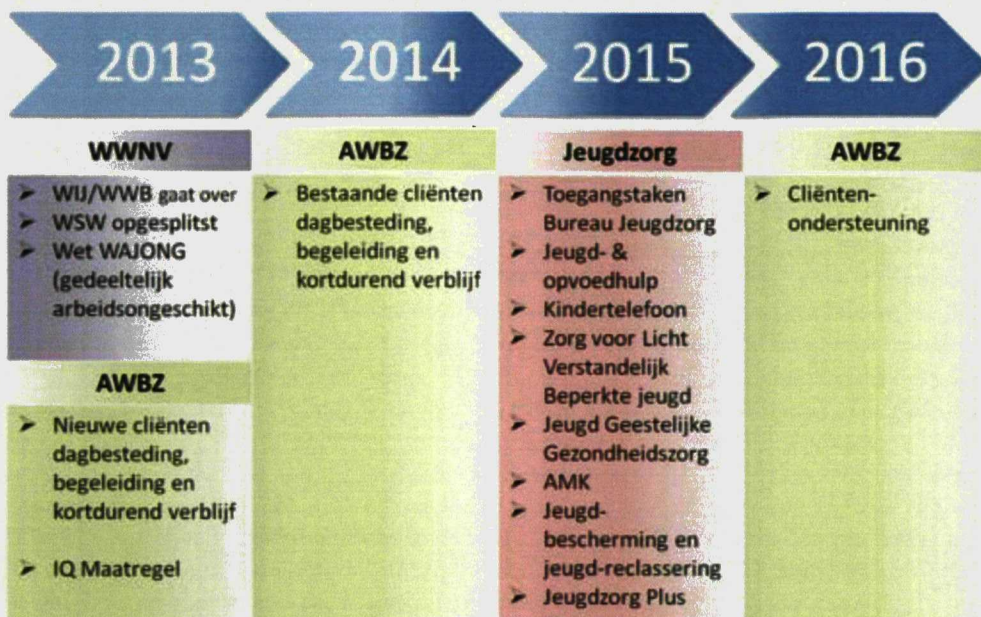 2013
2014
2015
2016
WWNV
➢ WIJ/WWB gaat over
➢ WSW opgesplitst
➢ Wet WAJONG
(gedeeltelijk
arbeidsongeschikt)
AWBZ
➢ Nieuwe cliënten
dagbesteding,
begeleiding en
kortdurend verblijf
➢ IQ Maatregel
AWBZ
➢ Bestaande cliënten
dagbesteding,
begeleiding en
kortdurend verblijf
Jeugdzorg
➢ Toegangstaken
Bureau Jeugdzorg
➢ Jeugd- &
opvoedhulp
➢ Kindertelefoon
➢ Zorg voor Licht
Verstandelijk
Beperkte jeugd
➢ Jeugd Geestelijke
Gezondheidszorg
➢ AMK
➢ Jeugd-
bescherming en
jeugd-reclassering
➢ Jeugdzorg Plus
AWBZ
➢ Cliënten-
ondersteuning